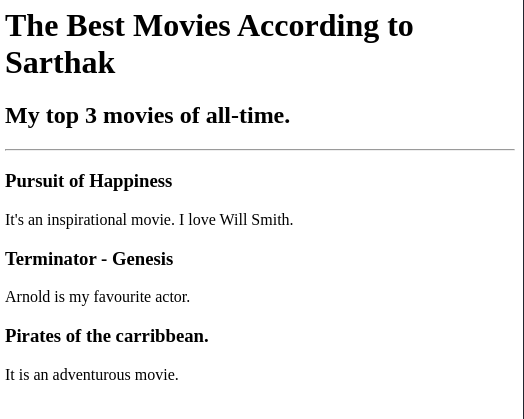 The Best Movies According to
Sarthak
My top 3 movies of all-time.
Pursuit of Happiness
It's an inspirational movie. I love Will Smith.
Terminator - Genesis
Arnold is my favourite actor.
Pirates of the carribbean.
It is an adventurous movie.